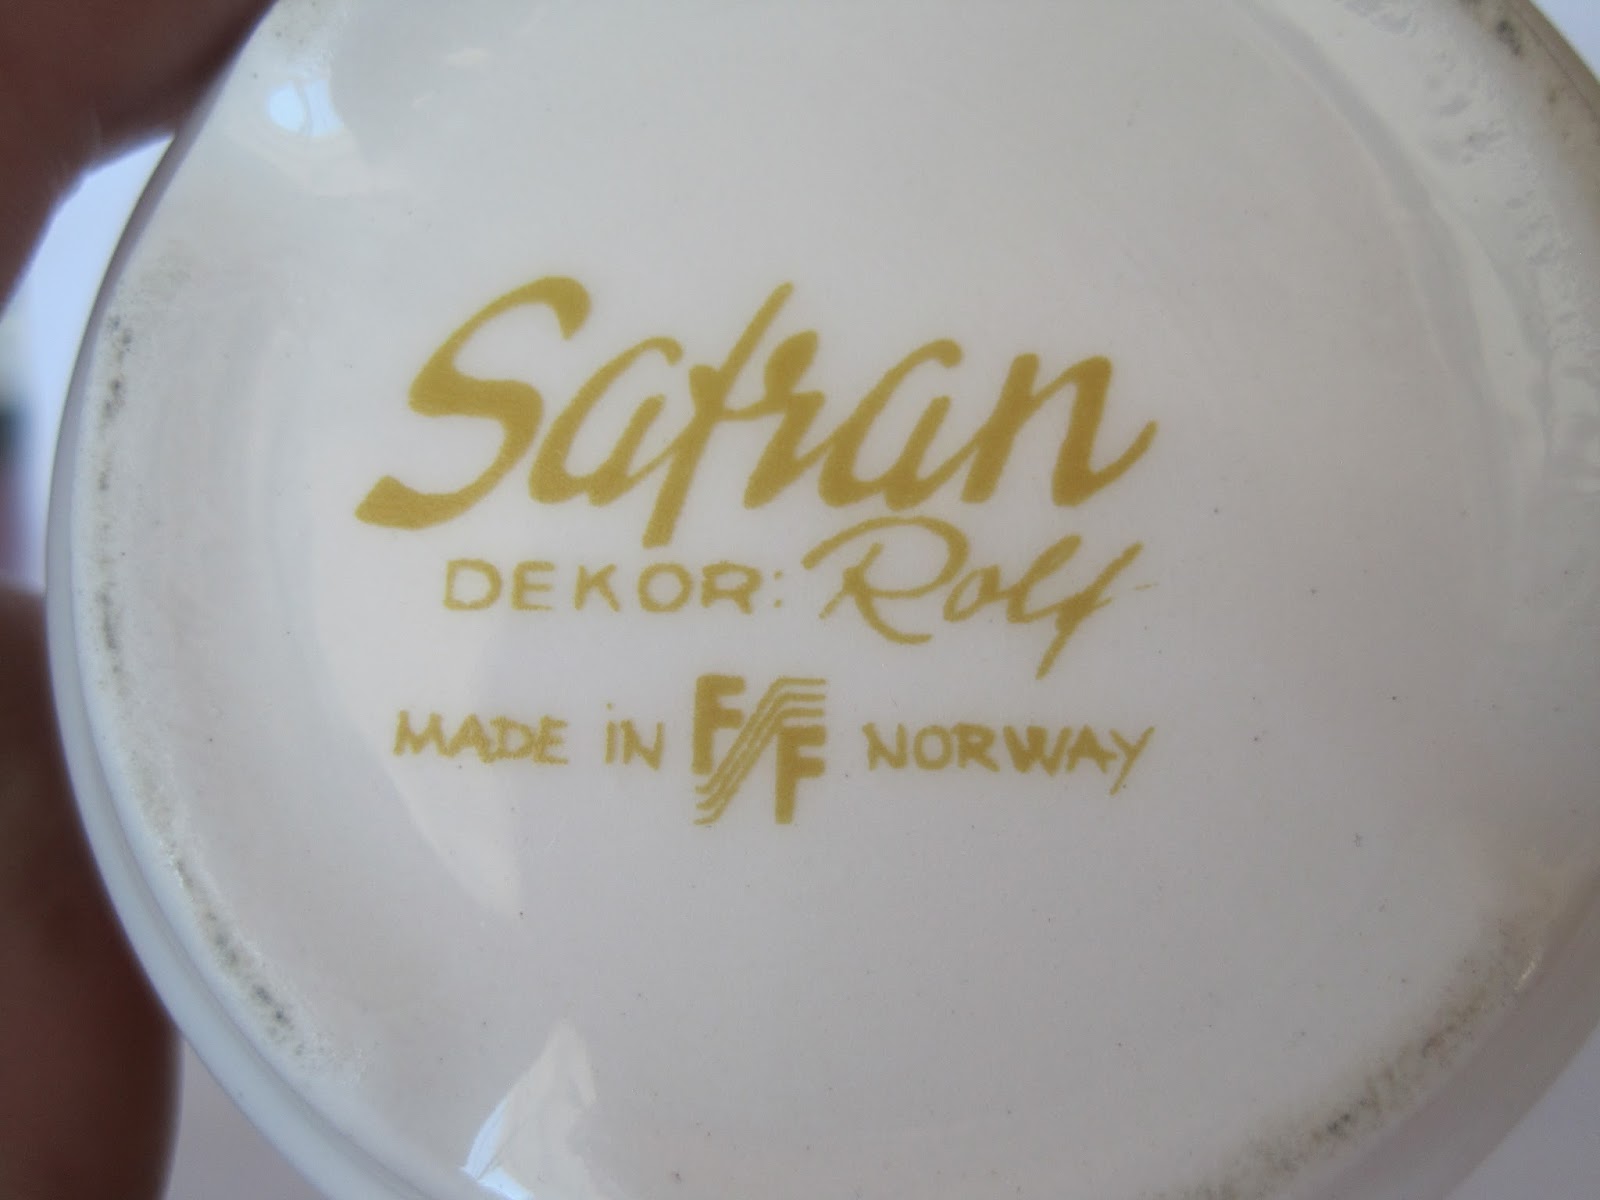 Safran
DEKOR: Rolf
MADE IN FF NORWAY